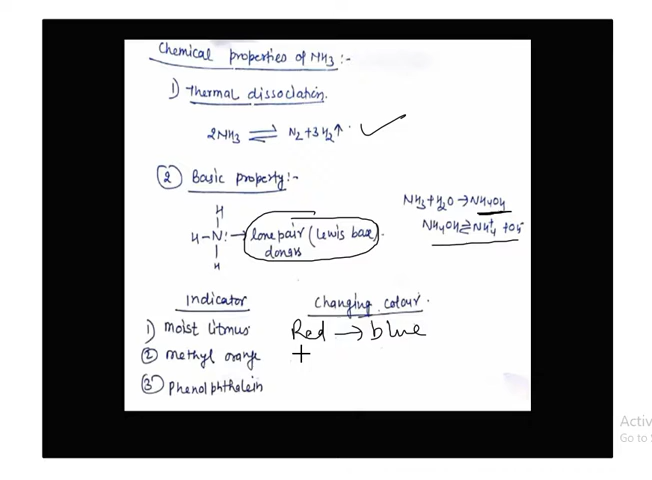 Chemical properties of NH3:-
1) Thermal dissociation.
2NH3 ⇌ N2+3H2↑.
② Basic property:-
NH3+H2O→NH4OH
NH4OH⇌NH4+ +OH-
H
H-N: → lone pair (Lewis base)
doners
H
Indicator Changing colour.
1) moist litmus Red → blue
② methyl orange +
③ phenolphthalein
Activ
Go to S